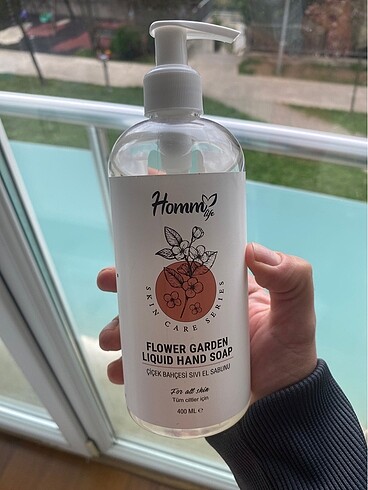 Homm life
SKIN CARE SERIES
FLOWER GARDEN
LIQUID HAND SOAP
ÇİÇEK BAHÇESİ SIVI EL SABUNU
For all skin
Tüm ciltler için
400 ML ℮